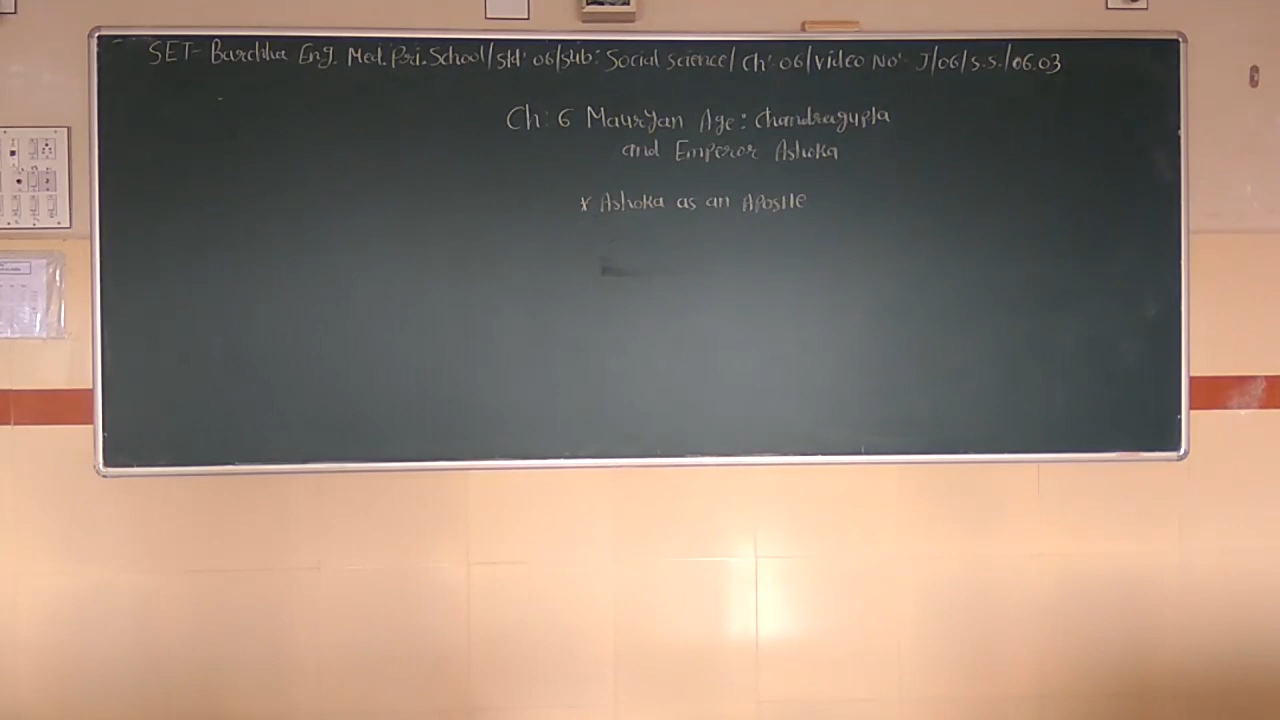 SET- Barchha Eng. Med. Pri. School/Std: 06/Sub: Social science/Ch: 06/Video No: J/06/S.S./06.03
Ch: 6 Mauryan Age: Chandragupta
and Emperor Ashoka
* Ashoka as an Apostle